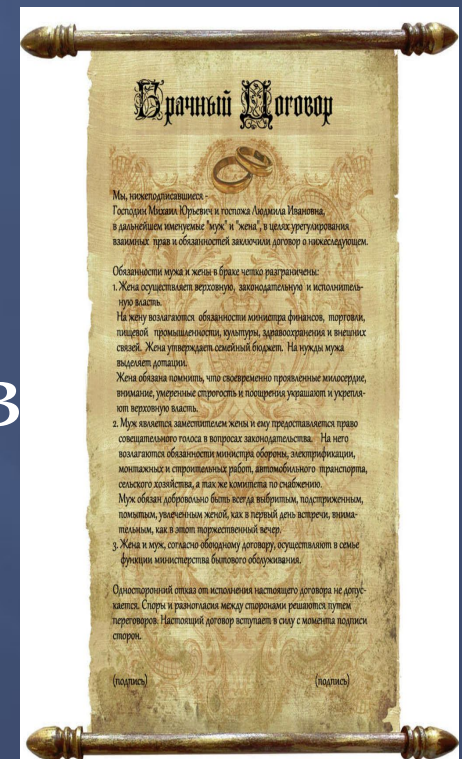 Брачный Договор
Мы, нижеподписавшиеся -
Господин Михаил Юрьевич и госпожа Людмила Ивановна,
в дальнейшем именуемые "муж" и "жена", в целях урегулирования
взаимных прав и обязанностей заключили договор о нижеследующем.
Обязанности мужа и жены в браке четко разграничены:
1. Жена осуществляет верховную, законодательную и исполнитель-
ную власть.
На жену возлагаются обязанности министра финансов, торговли,
пищевой промышленности, культуры, здравоохранения и внешних
связей. Жена утверждает семейный бюджет. На нужды мужа
выделяет дотации.
Жена обязана помнить, что своевременно проявленные милосердие,
внимание, умеренные строгость и поощрения украшают и укрепля-
ют верховную власть.
2. Муж является заместителем жены и ему предоставляется право
совещательного голоса в вопросах законодательства. На него
возлагаются обязанности министра обороны, электрификации,
монтажных и строительных работ, автомобильного транспорта,
сельского хозяйства, а так же комитета по снабжению.
Муж обязан добровольно быть всегда выбритым, подстриженным,
помытым, увлеченным женой, как в первый день встречи, внима-
тельным, как в этот торжественный вечер.
3. Жена и муж, согласно обоюдному договору, осуществляют в семье
функции министерства бытового обслуживания.
Односторонний отказ от исполнения настоящего договора не допус-
кается. Споры и разногласия между сторонами решаются путем
переговоров. Настоящий договор вступает в силу с момента подписи
сторон.
(подпись) (подпись)
в